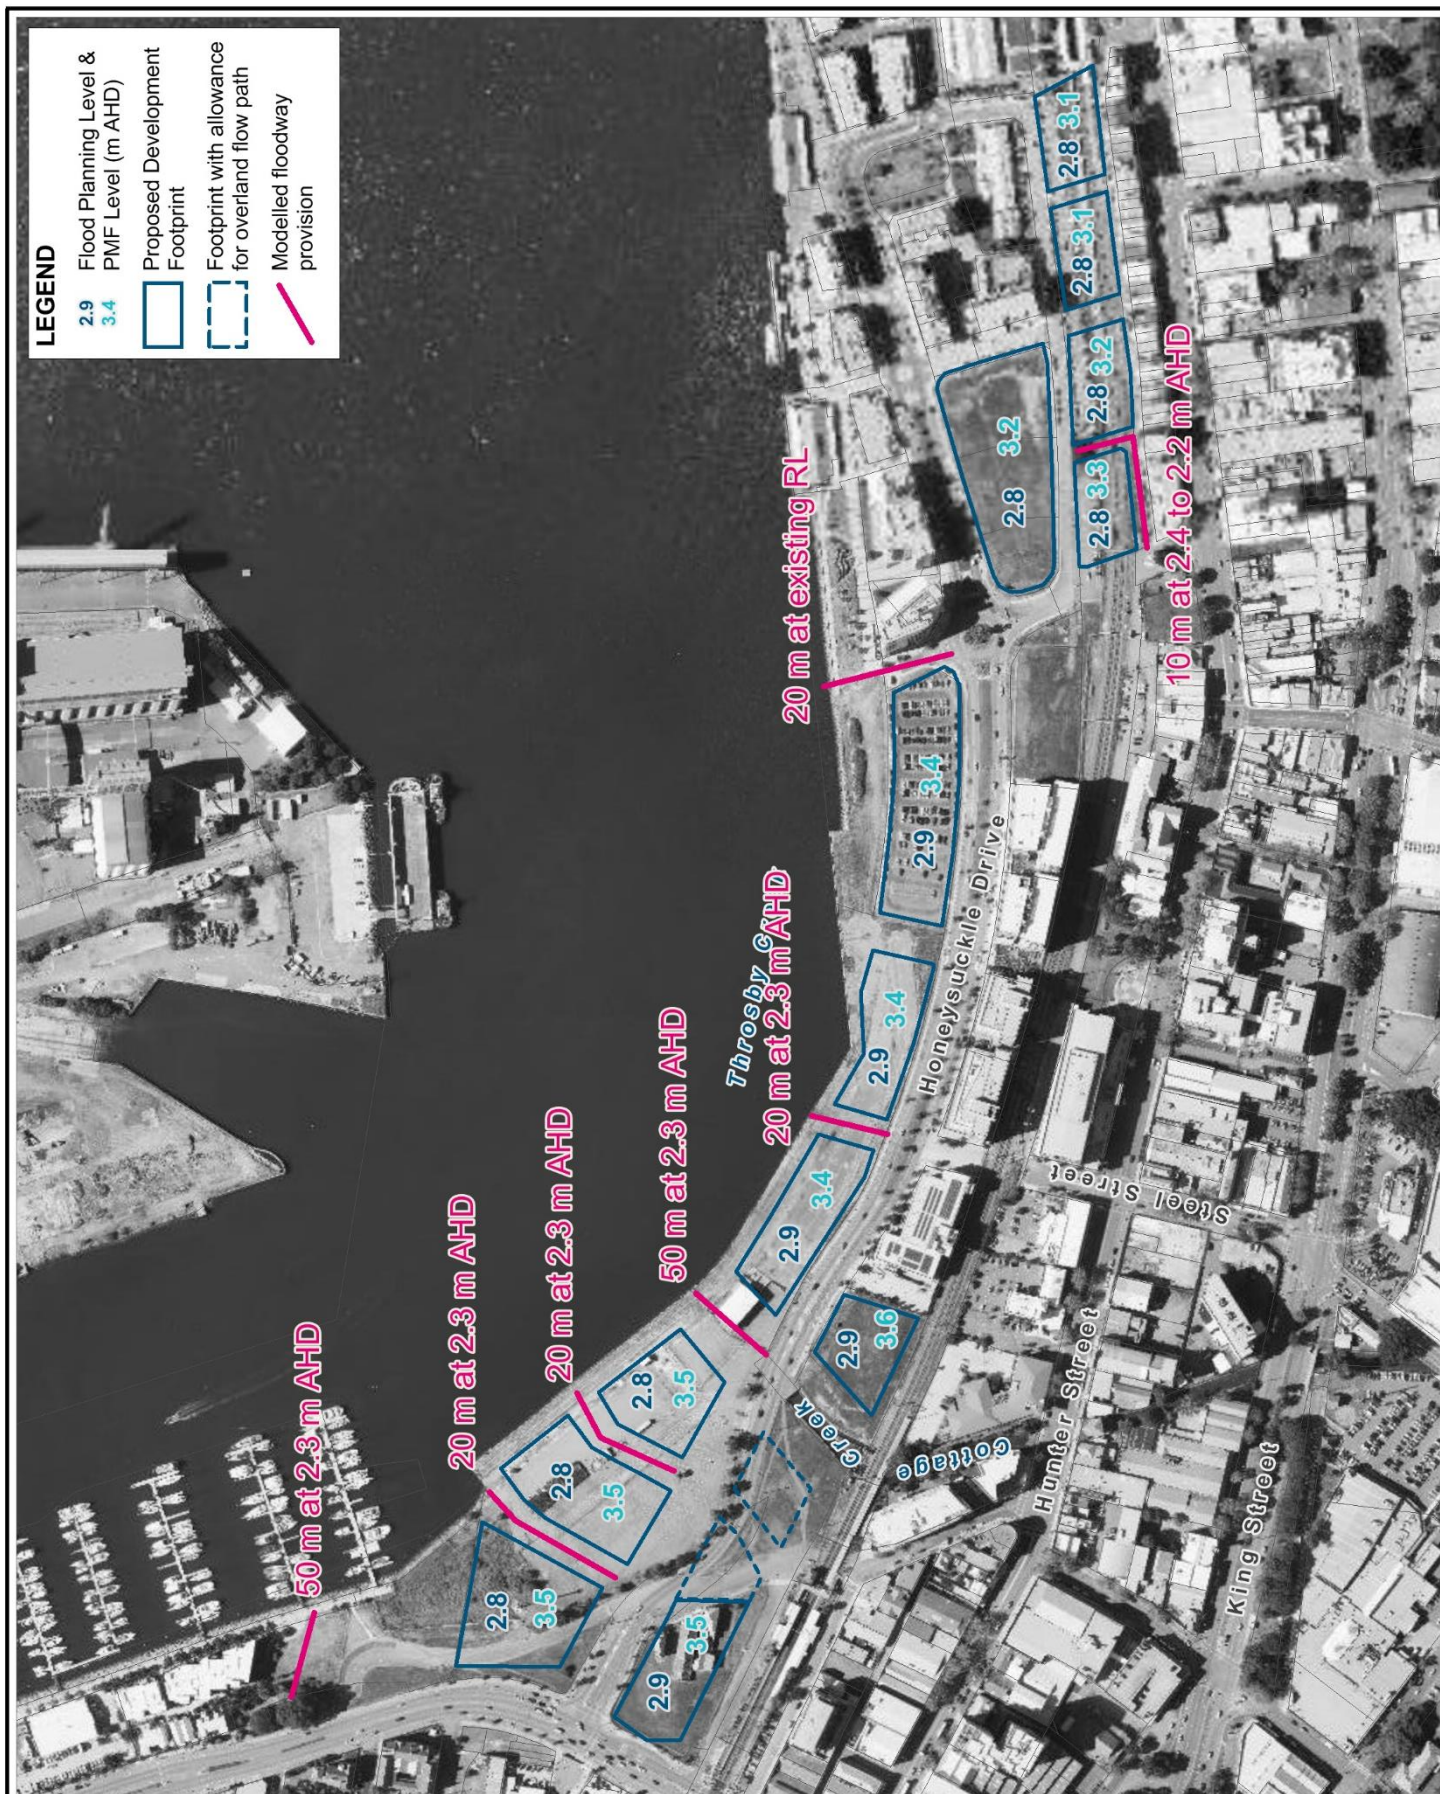 LEGEND
2.9
3.4
Flood Planning Level &
PMF Level (m AHD)
Proposed Development
Footprint
Footprint with allowance
for overland flow path
Modelled floodway
provision
50 m at 2.3 m AHD
20 m at 2.3 m AHD
20 m at 2.3 m AHD
50 m at 2.3 m AHD
Throsby
20 m at 2.3 m AHD
20 m at existing RL
10 m at 2.4 to 2.2 m AHD
2.8
3.5
2.8
3.5
2.8
3.5
2.9
3.5
2.9
3.6
2.9
3.4
2.9
3.4
2.9
3.4
2.8
3.2
2.8 3.3
2.8 3.2
2.8 3.1
2.8 3.1
Honeysuckle Drive
Cottage
Creek
Steel Street
Hunter Street
King Street